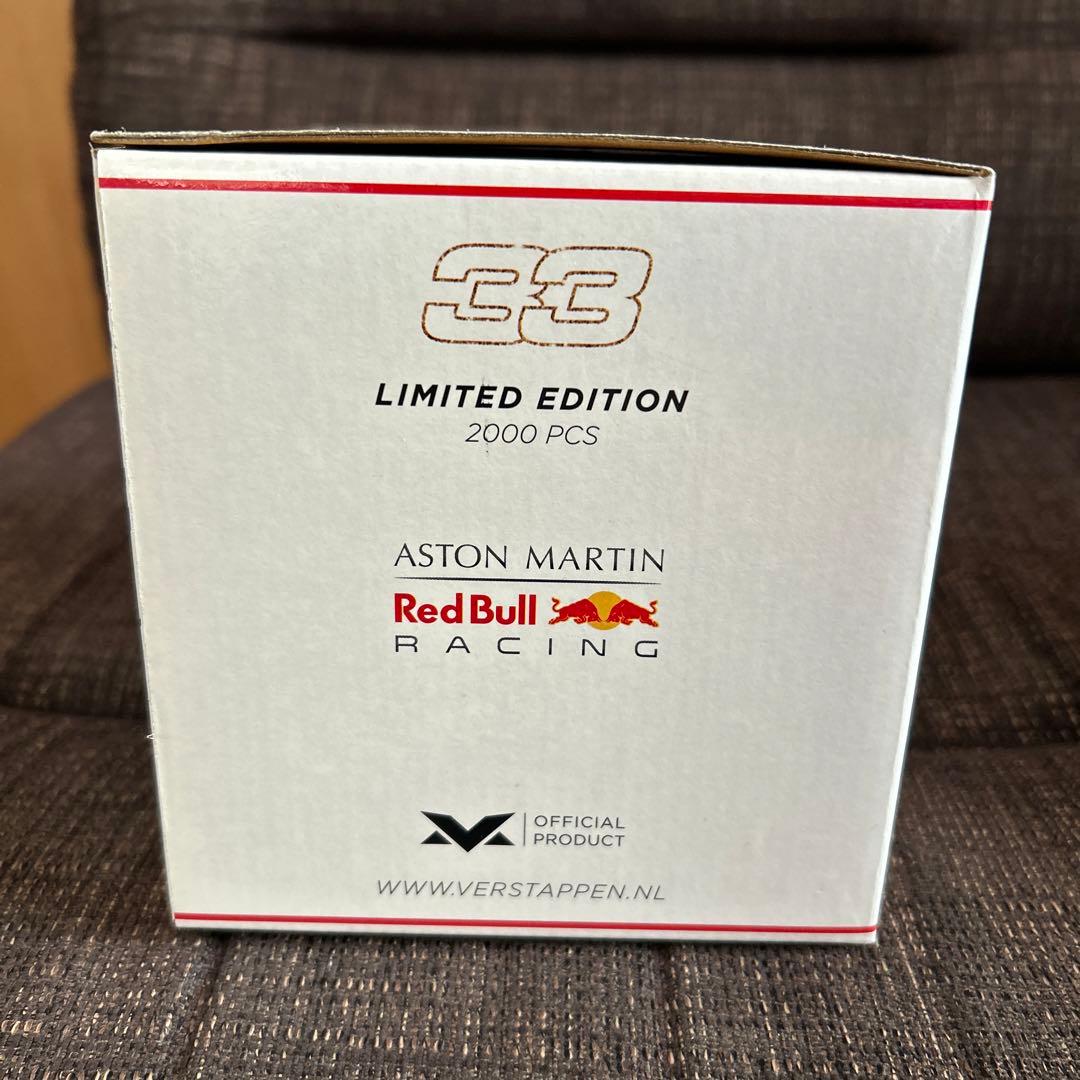 33
LIMITED EDITION
2000 PCS
ASTON MARTIN
Red Bull
RACING
OFFICIAL
PRODUCT
WWW.VERSTAPPEN.NL